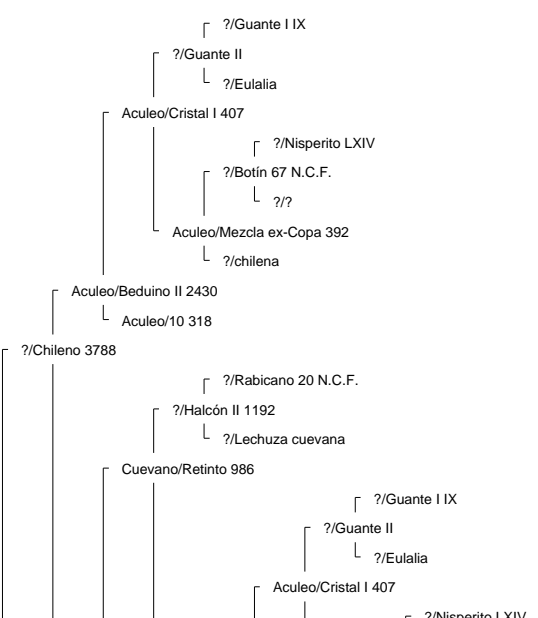 ?/Guante I IX
?/Guante II
?/Eulalia
Aculeo/Cristal I 407
?/Nisperito LXIV
?/Botín 67 N.C.F.
?/?
Aculeo/Mezcla ex-Copa 392
?/chilena
Aculeo/Beduino II 2430
Aculeo/10 318
?/Chileno 3788
?/Rabicano 20 N.C.F.
?/Halcón II 1192
?/Lechuza cuevana
Cuevano/Retinto 986
?/Guante I IX
?/Guante II
?/Eulalia
Aculeo/Cristal I 407
?/Nisperito LXIV